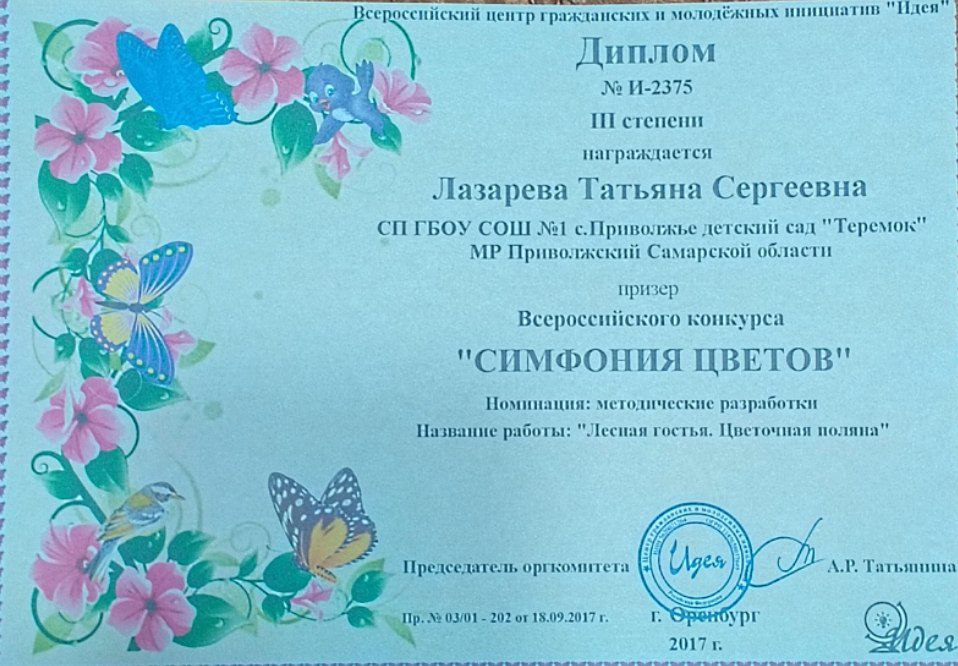 Всероссийский центр гражданских и молодёжных инициатив "Идея"
Диплом
№ И-2375
III степени
награждается
Лазарева Татьяна Сергеевна
СП ГБОУ СОШ №1 с.Приволжье детский сад "Теремок"
МР Приволжский Самарской области
призер
Всероссийского конкурса
"СИМФОНИЯ ЦВЕТОВ"
Номинация: методические разработки
Название работы: "Лесная гостья. Цветочная поляна"
Председатель оргкомитета
Идея
А.Р. Татьянина
Пр. № 03/01 - 202 от 18.09.2017 г.
г. Оренбург
2017 г.
Идея